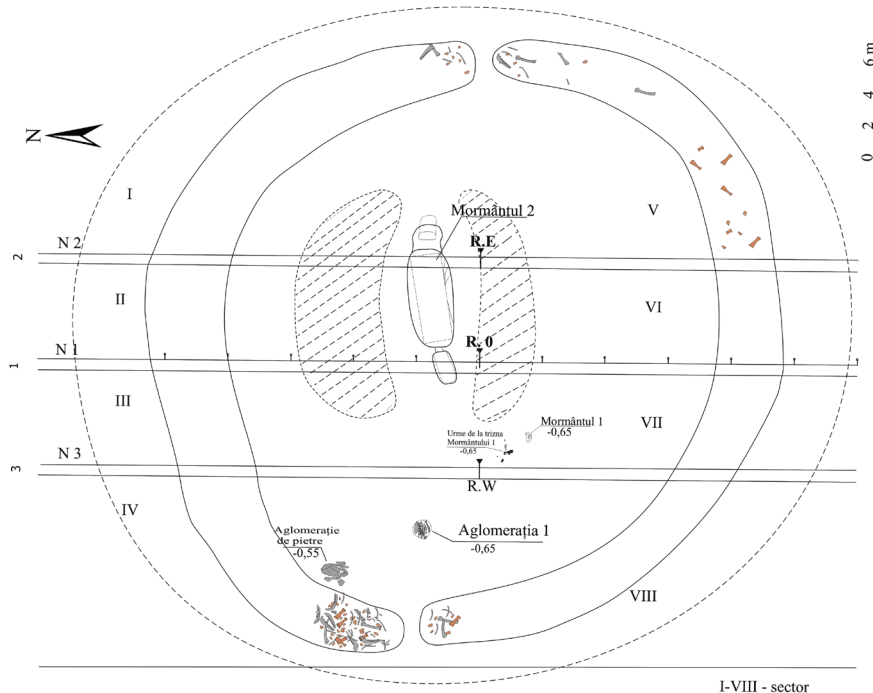 6 m
4
2
0
N
I
Mormântul 2
V
N 2
R.E
2
II
VI
N 1
R. 0
1
III
VII
Mormântul 1
-0,65
Urme de la trizna
Mormântului 1
-0,65
N 3
3
R.W
IV
Aglomerație
de pietre
-0,55
Aglomerația 1
-0,65
VIII
I-VIII - sector